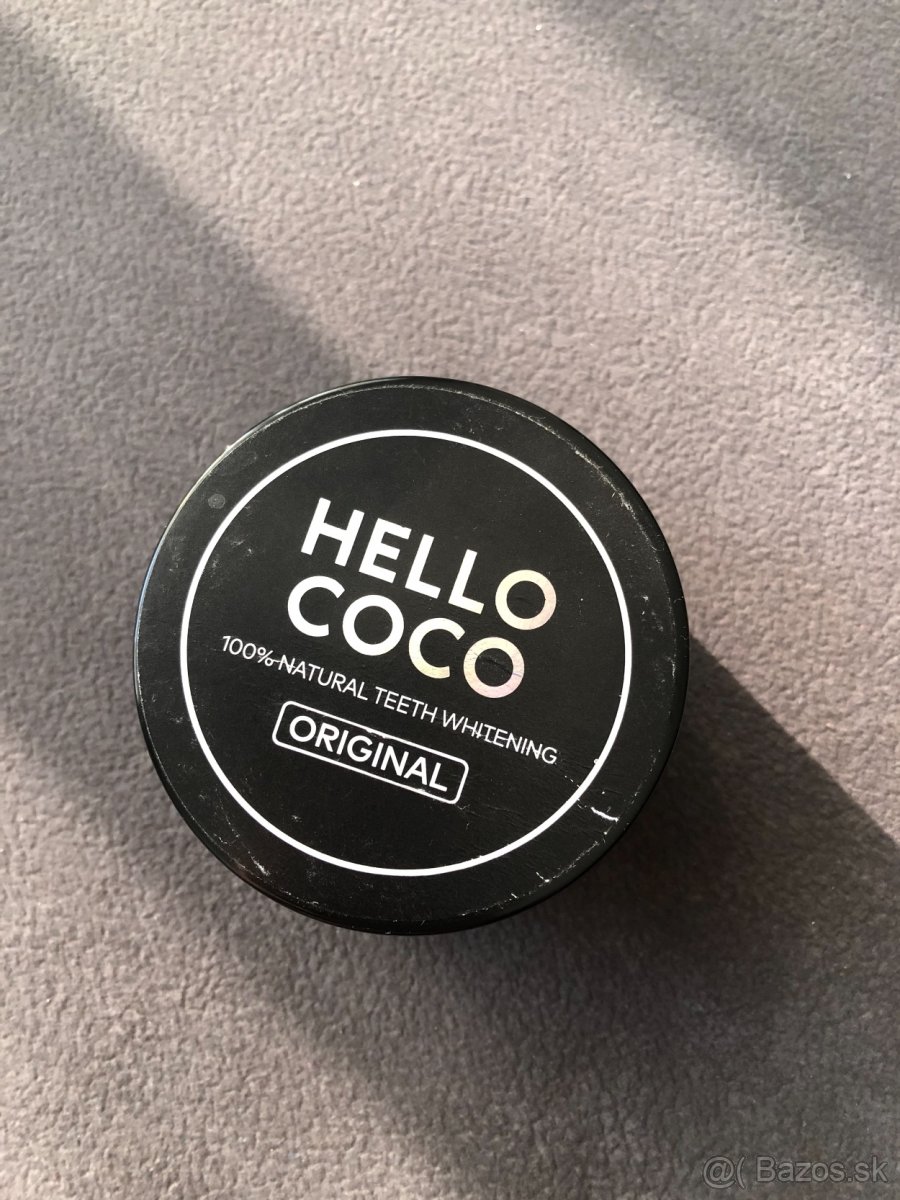 HELLO
COCO
100% NATURAL TEETH WHITENING
ORIGINAL
@( Bazos.sk